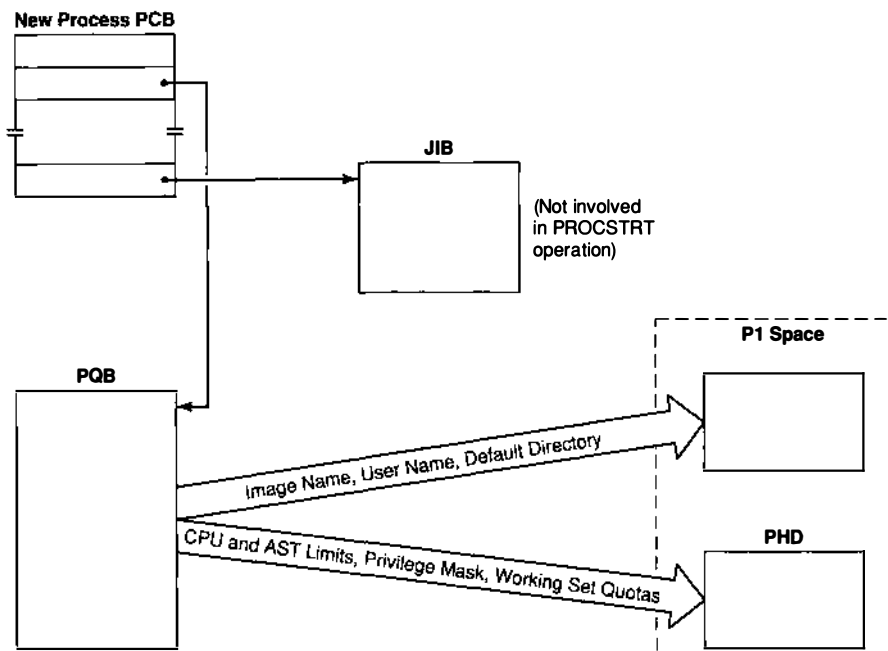 New Process PCB
JIB
(Not involved
in PROCSTRT
operation)
P1 Space
PQB
Image Name, User Name, Default Directory
CPU and AST Limits, Privilege Mask, Working Set Quotas
PHD